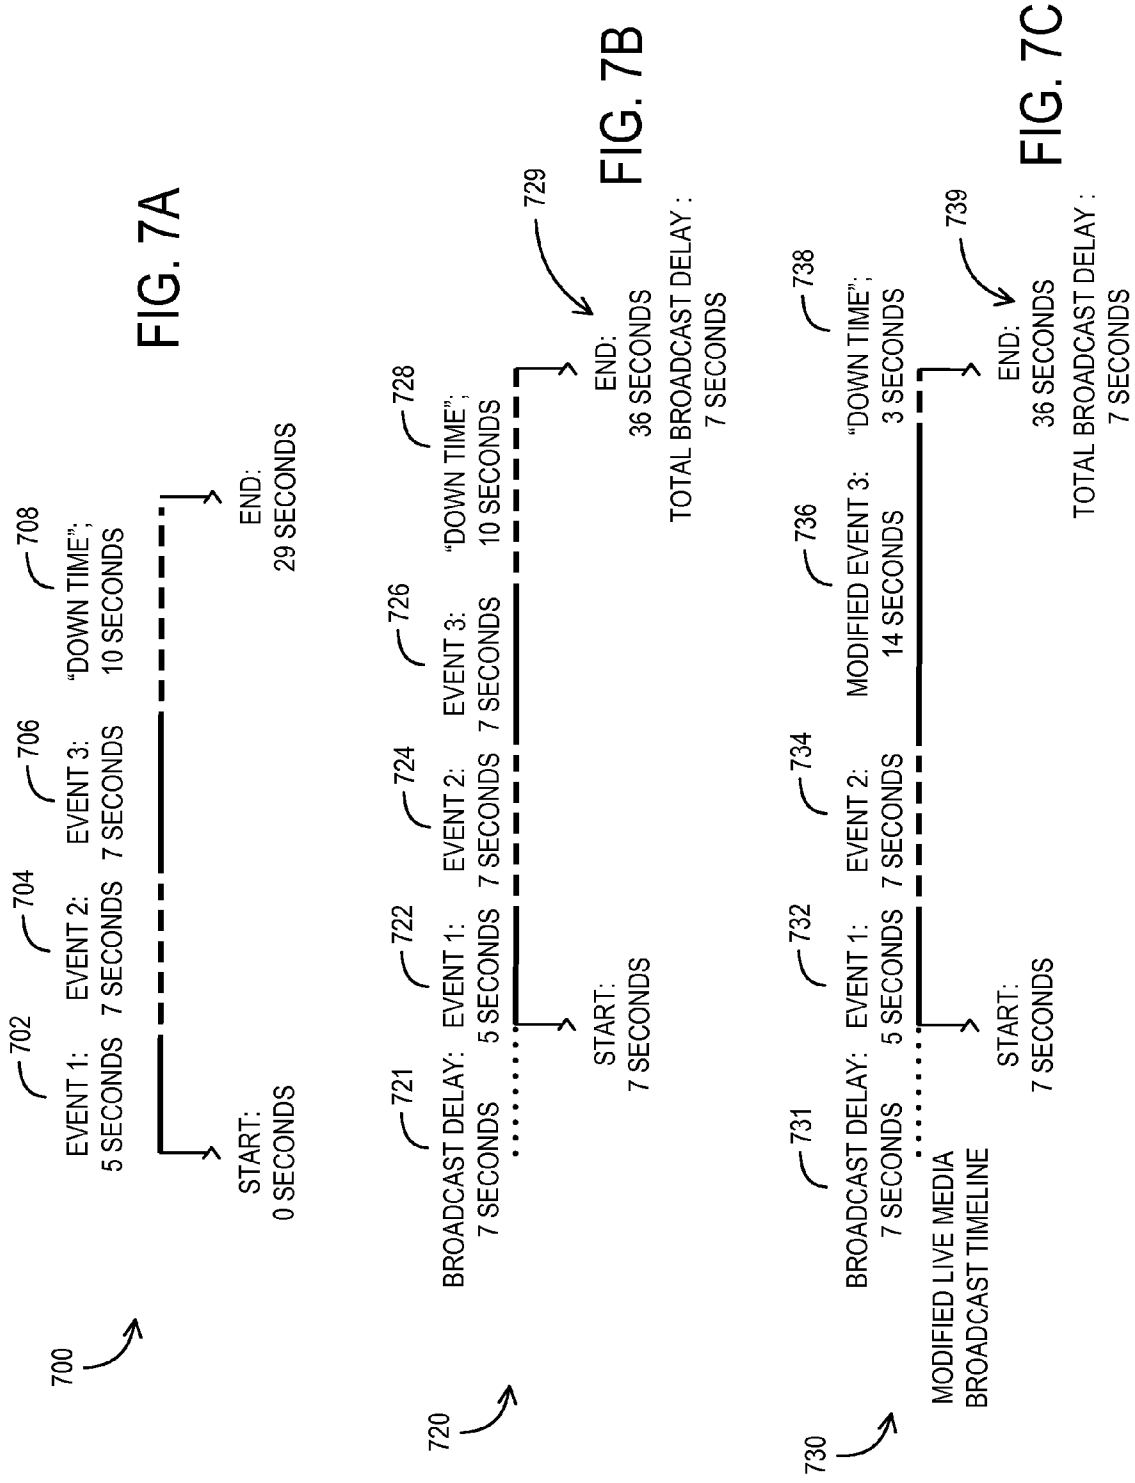 702
704
706
708
EVENT 1:
5 SECONDS
EVENT 2:
7 SECONDS
EVENT 3:
7 SECONDS
“DOWN TIME”;
10 SECONDS
START:
0 SECONDS
END:
29 SECONDS
700
FIG. 7A
721
722
724
726
728
BROADCAST DELAY:
7 SECONDS
EVENT 1:
5 SECONDS
EVENT 2:
7 SECONDS
EVENT 3:
7 SECONDS
“DOWN TIME”;
10 SECONDS
729
START:
7 SECONDS
END:
36 SECONDS
TOTAL BROADCAST DELAY :
7 SECONDS
720
FIG. 7B
731
732
734
736
738
BROADCAST DELAY:
7 SECONDS
EVENT 1:
5 SECONDS
EVENT 2:
7 SECONDS
MODIFIED EVENT 3:
14 SECONDS
“DOWN TIME”;
3 SECONDS
739
MODIFIED LIVE MEDIA
BROADCAST TIMELINE
START:
7 SECONDS
END:
36 SECONDS
TOTAL BROADCAST DELAY :
7 SECONDS
730
FIG. 7C